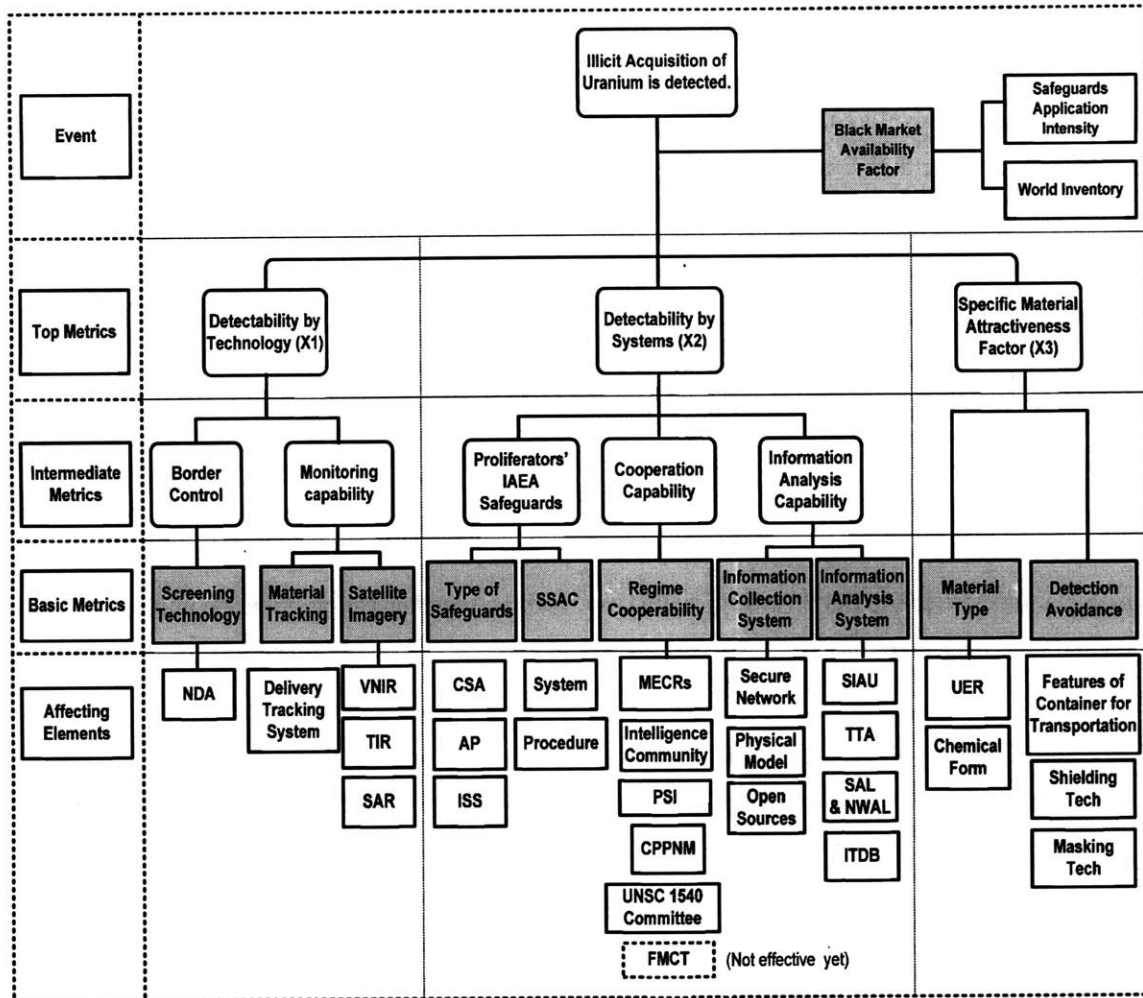 Illicit Acquisition of
Uranium is detected.
Safeguards
Application
Intensity
Event
Black Market
Availability
Factor
World Inventory
Top Metrics
Detectability by
Technology (X1)
Detectability by
Systems (X2)
Specific Material
Attractiveness
Factor (X3)
Intermediate
Metrics
Border
Control
Monitoring
capability
Proliferators'
IAEA
Safeguards
Cooperation
Capability
Information
Analysis
Capability
Basic Metrics
Screening
Technology
Material
Tracking
Satellite
Imagery
Type of
Safeguards
SSAC
Regime
Cooperability
Information
Collection
System
Information
Analysis
System
Material
Type
Detection
Avoidance
Affecting
Elements
NDA
Delivery
Tracking
System
VNIR
TIR
SAR
CSA
AP
ISS
System
Procedure
MECRs
Intelligence
Community
PSI
CPPNM
UNSC 1540
Committee
FMCT
(Not effective yet)
Secure
Network
Physical
Model
Open
Sources
SIAU
TTA
SAL
& NWAL
ITDB
UER
Chemical
Form
Features of
Container for
Transportation
Shielding
Tech
Masking
Tech